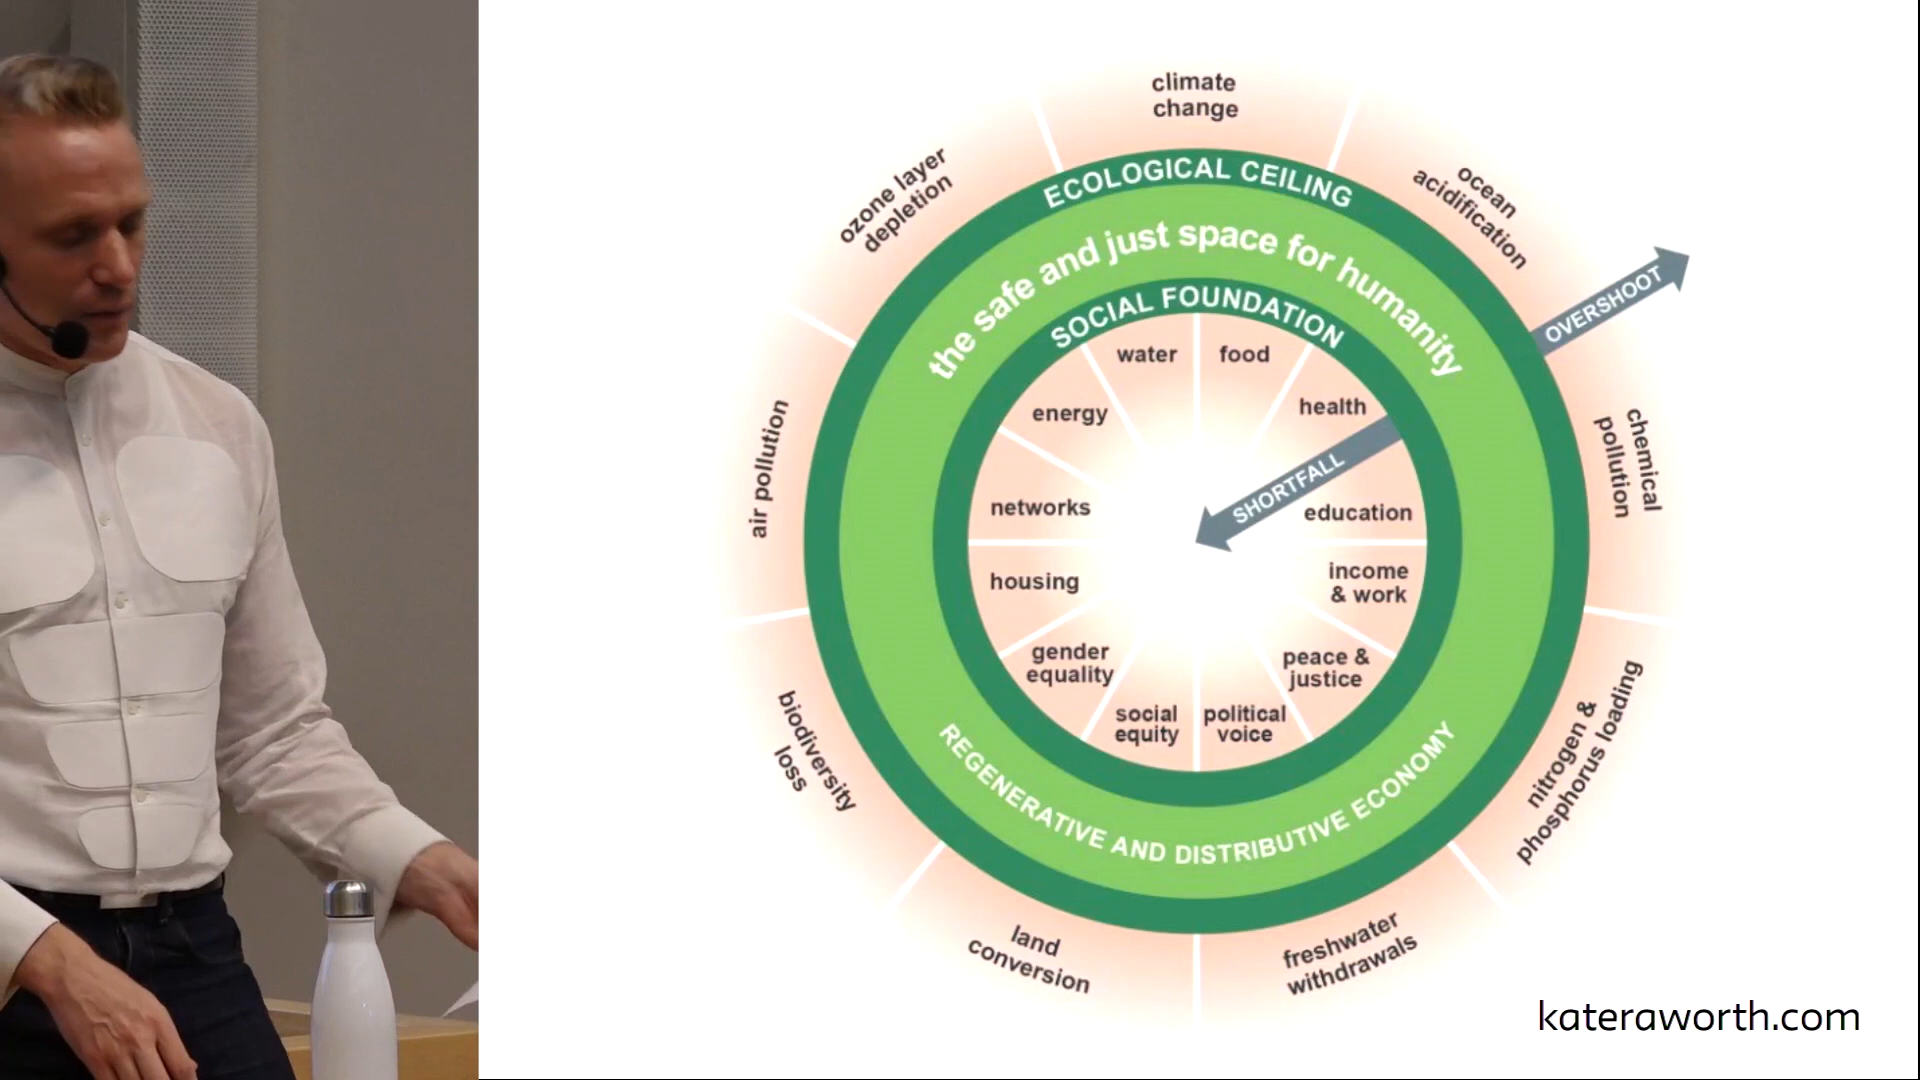 climate
change
ocean
acidification
chemical
pollution
nitrogen &
phosphorus loading
freshwater
withdrawals
land
conversion
biodiversity
loss
air pollution
ozone layer
depletion
ECOLOGICAL CEILING
the safe and just space for humanity
SOCIAL FOUNDATION
OVERSHOOT
SHORTFALL
water
food
health
education
income
& work
peace &
justice
political
voice
social
equity
gender
equality
housing
networks
energy
REGENERATIVE AND DISTRIBUTIVE ECONOMY
kateraworth.com